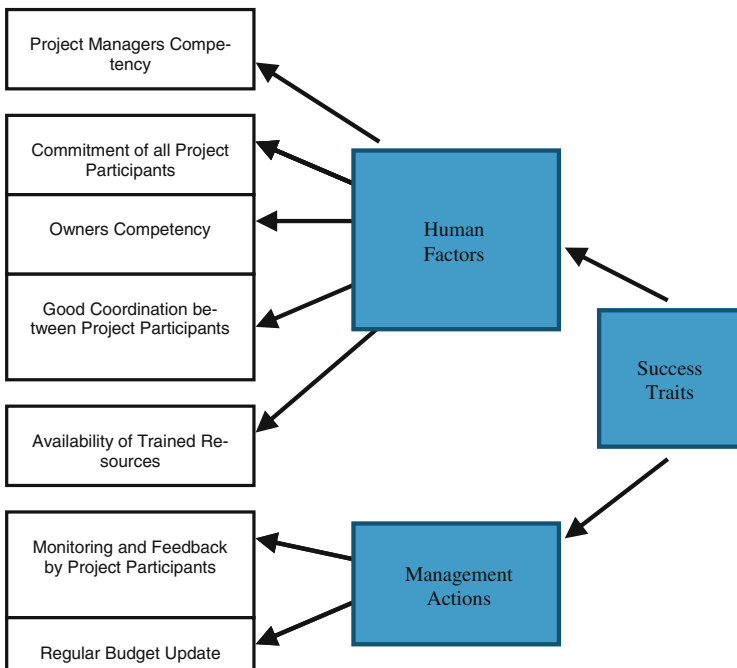 Project Managers Compe-
tency
Commitment of all Project
Participants
Owners Competency
Good Coordination be-
tween Project Participants
Availability of Trained Re-
sources
Monitoring and Feedback
by Project Participants
Regular Budget Update
Human
Factors
Management
Actions
Success
Traits